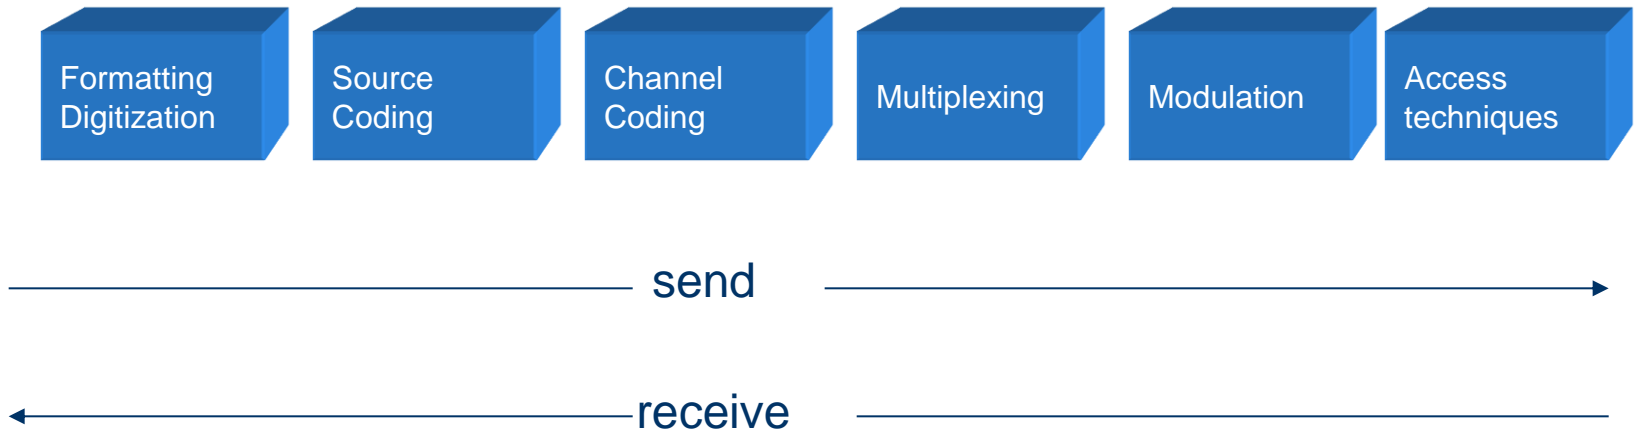 Formatting
Digitization
Source
Coding
Channel
Coding
Multiplexing
Modulation
Access
techniques
send
receive